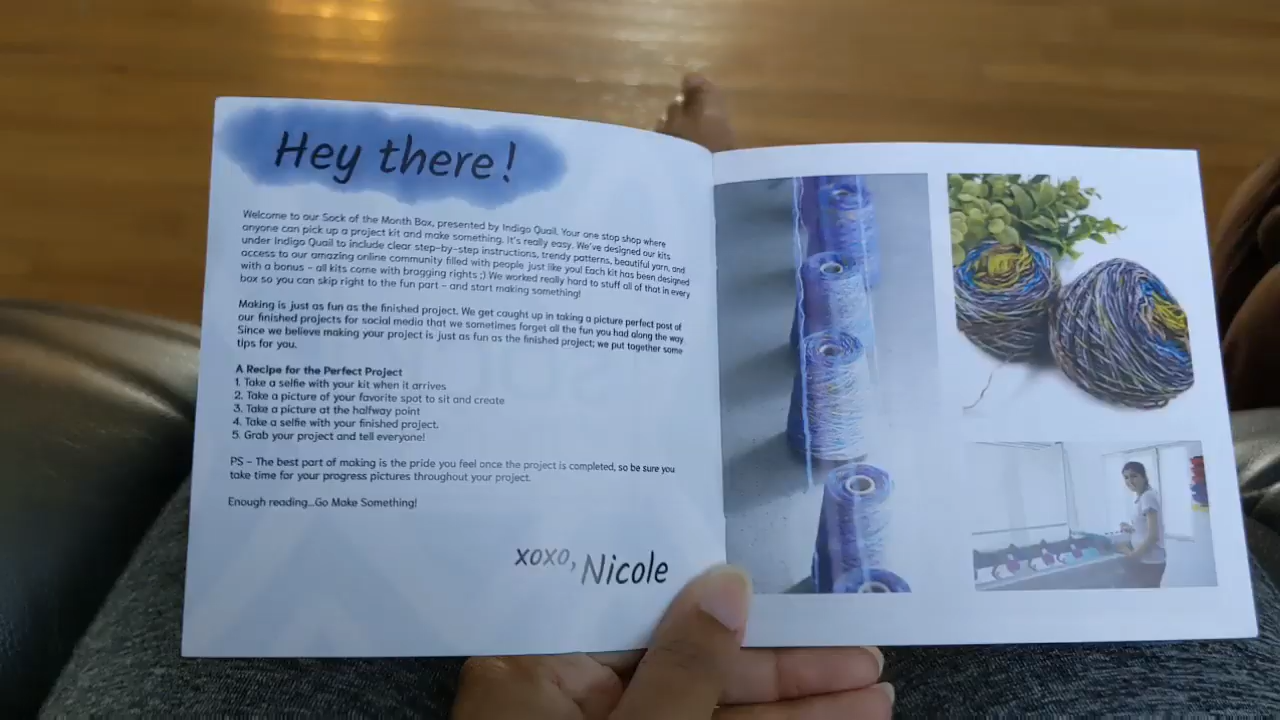 Hey there!
Welcome to our Sock of the Month Box, presented by Indigo Quail. Your one stop shop where
anyone can pick up a project kit and make something. It's really easy. We've designed our kits
under Indigo Quail to include clear step-by-step instructions, trendy patterns, beautiful yarn, and
access to our amazing online community filled with people just like you! Each kit has been designed
with a bonus - all kits come with bragging rights ;) We worked really hard to stuff all of that in every
box so you can skip right to the fun part - and start making something!
Making is just as fun as the finished project. We get caught up in taking a picture perfect post of
our finished projects for social media that we sometimes forget all the fun you had along the way
Since we believe making your project is just as fun as the finished project; we put together some
tips for you.
A Recipe for the Perfect Project
1. Take a selfie with your kit when it arrives
2. Take a picture of your favorite spot to sit and create
3. Take a picture at the halfway point
4. Take a selfie with your finished project.
5. Grab your project and tell everyone!
PS - The best part of making is the pride you feel once the project is completed, so be sure you
take time for your progress pictures throughout your project.
Enough reading...Go Make Something!
xoxo, Nicole